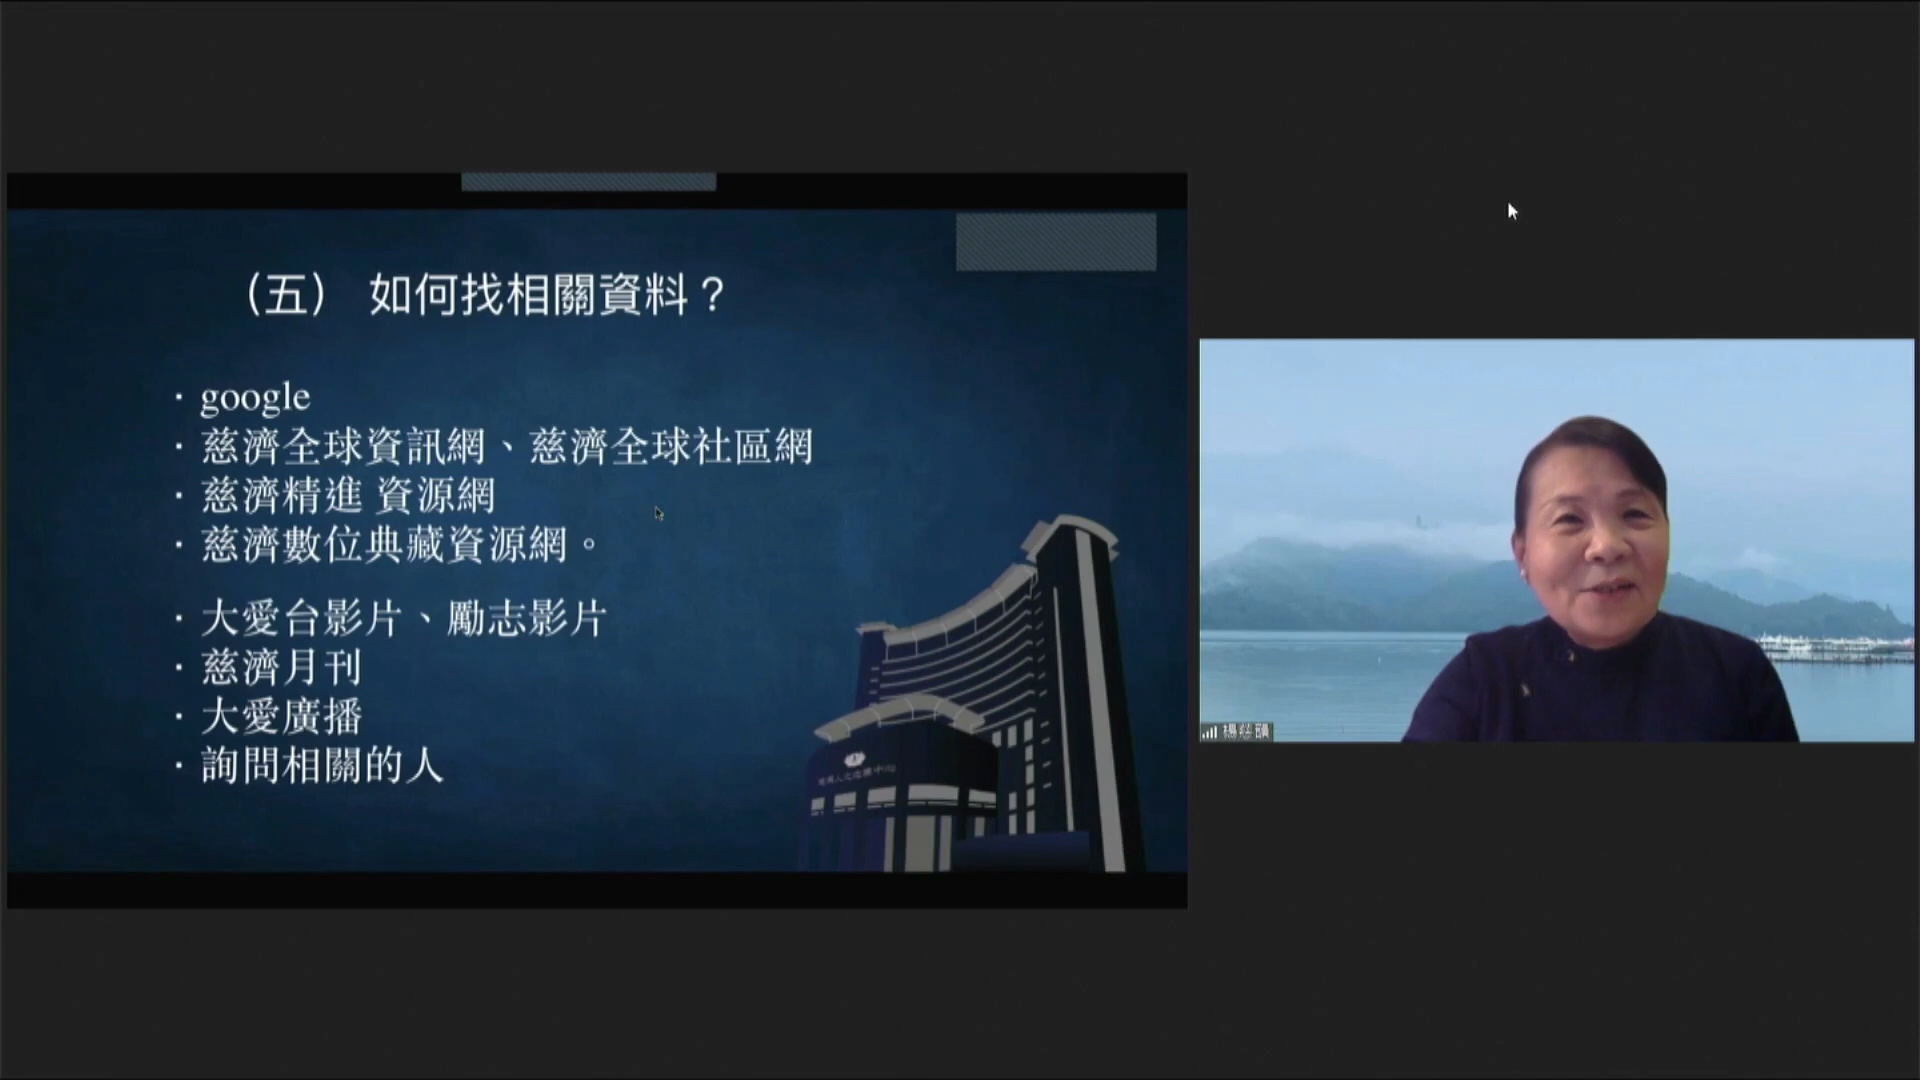 （五） 如何找相關資料？
· google
· 慈濟全球資訊網、慈濟全球社區網
· 慈濟精進 資源網
· 慈濟數位典藏資源網。
· 大愛台影片、勵志影片
· 慈濟月刊
· 大愛廣播
· 詢問相關的人